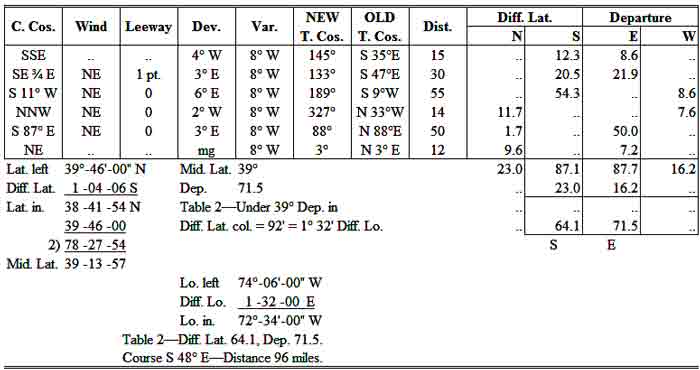 C. Cos. Wind Leeway Dev. Var. NEW T. Cos. OLD T. Cos. Dist. Diff. Lat. Departure
N S E W
SSE .. .. 4° W 8° W 145° S 35°E 15 .. 12.3 8.6 ..
SE ¾ E NE 1 pt. 3° E 8° W 133° S 47°E 30 .. 20.5 21.9 ..
S 11° W NE 0 6° E 8° W 189° S 9°W 55 .. 54.3 .. 8.6
NNW NE 0 2° W 8° W 327° N 33°W 14 11.7 .. .. 7.6
S 87° E NE 0 3° E 8° W 88° N 88°E 50 1.7 .. 50.0 ..
NE .. .. mg 8° W 3° N 3° E 12 9.6 .. 7.2 ..
Lat. left 39°-46'-00" N Mid. Lat. 39° 23.0 87.1 87.7 16.2
Diff. Lat. 1 -04 -06 S Dep. 71.5 .. 23.0 16.2 ..
Lat. in. 38 -41 -54 N Table 2—Under 39° Dep. in .. .. .. ..
39 -46 -00 Diff. Lat. col. = 92' = 1° 32' Diff. Lo. .. 64.1 71.5 ..
2) 78 -27 -54 S E
Mid. Lat. 39 -13 -57
Lo. left 74°-06'-00" W
Diff. Lo. 1 -32 -00 E
Lo. in. 72°-34'-00" W
Table 2—Diff. Lat. 64.1, Dep. 71.5.
Course S 48° E—Distance 96 miles.